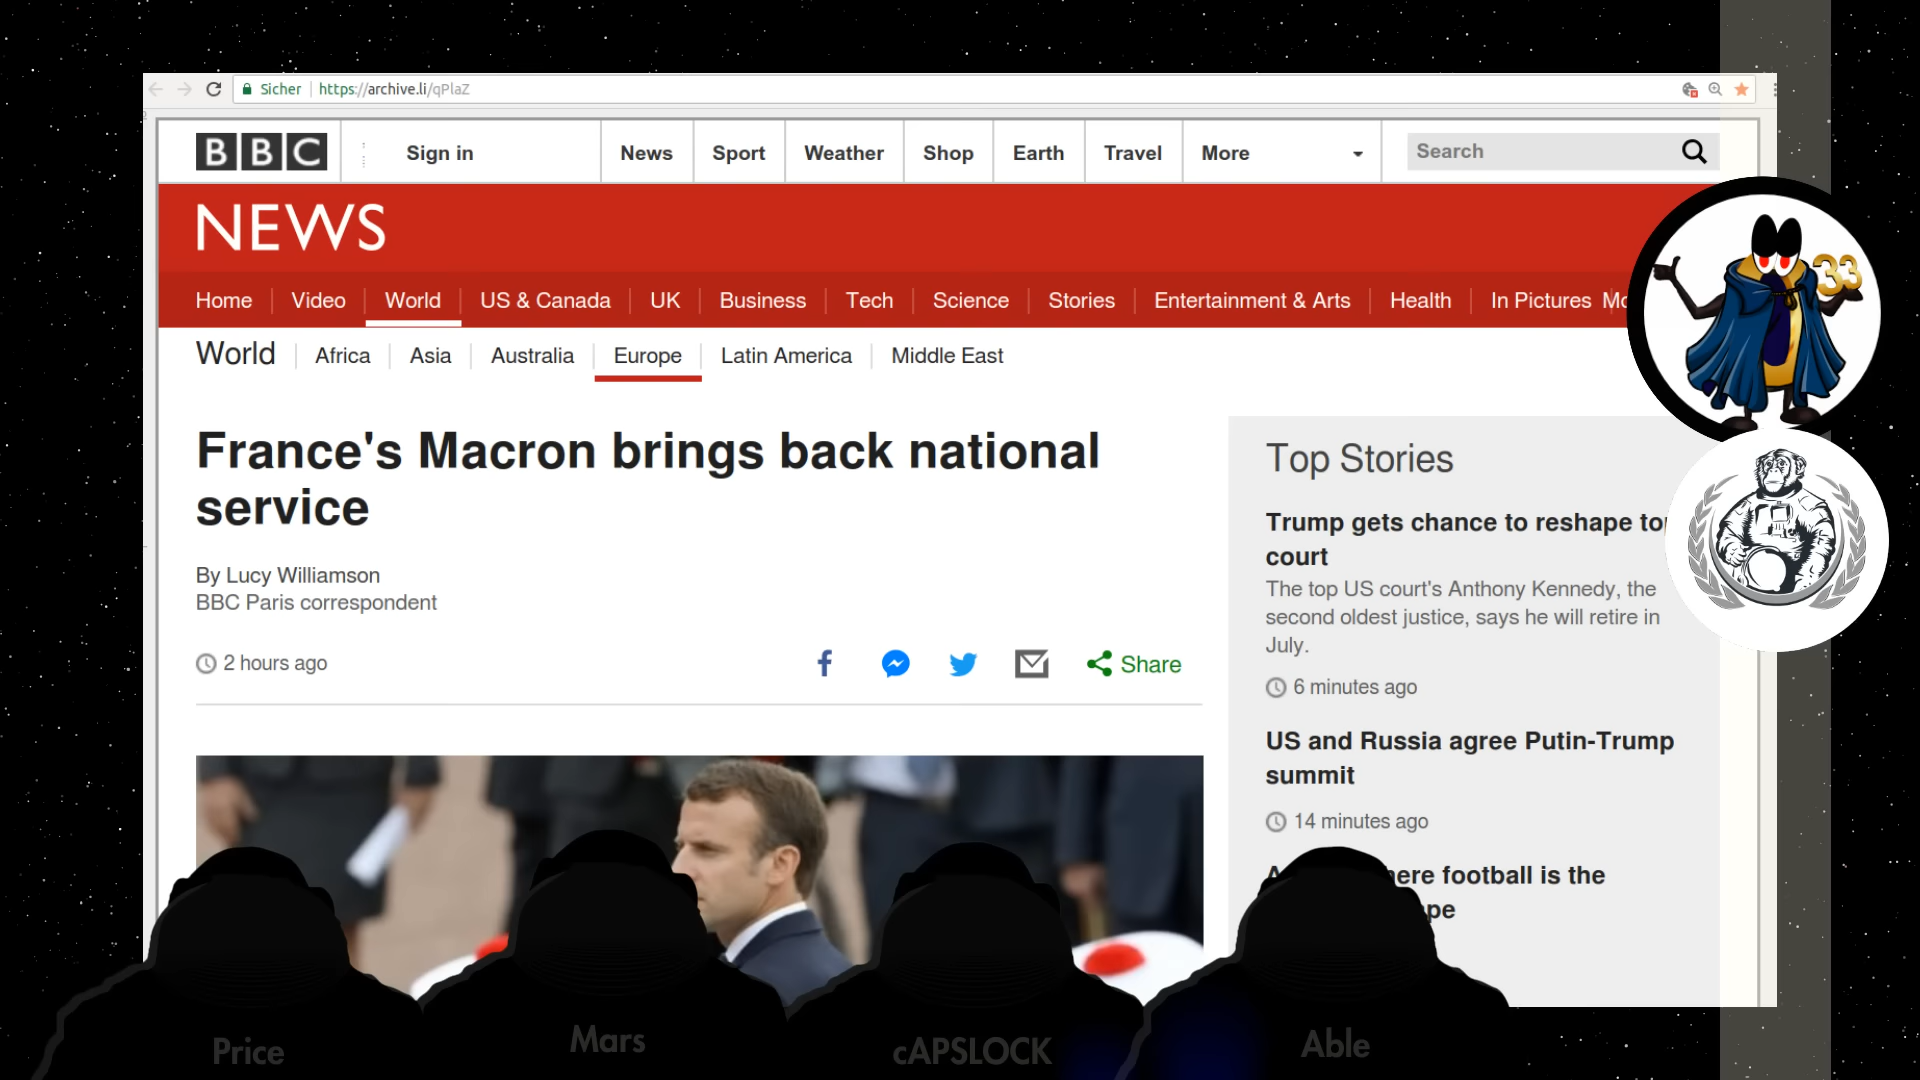 Sicher https://archive.li/qPlaZ
BBC Sign in News Sport Weather Shop Earth Travel More Search
NEWS
Home Video World US & Canada UK Business Tech Science Stories Entertainment & Arts Health In Pictures
World Africa Asia Australia Europe Latin America Middle East
33
France's Macron brings back national
service
By Lucy Williamson
BBC Paris correspondent
2 hours ago
Share
Top Stories
Trump gets chance to reshape
court
The top US court's Anthony Kennedy, the
second oldest justice, says he will retire in
July.
6 minutes ago
US and Russia agree Putin-Trump
summit
14 minutes ago
football is the
Price
Mars
cAPSLOCK
Able